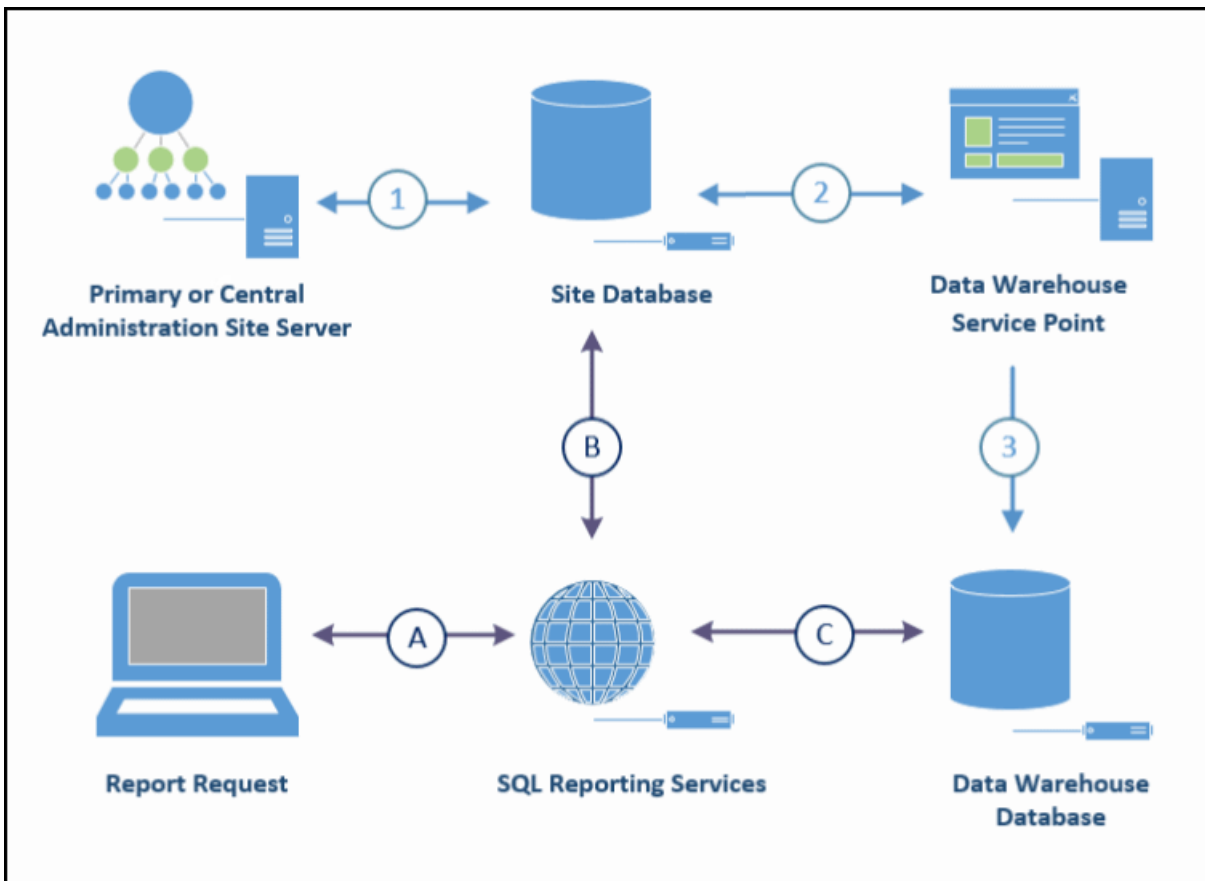 1
2
Primary or Central
Administration Site Server
Site Database
Data Warehouse
Service Point
B
3
A
C
Report Request
SQL Reporting Services
Data Warehouse
Database